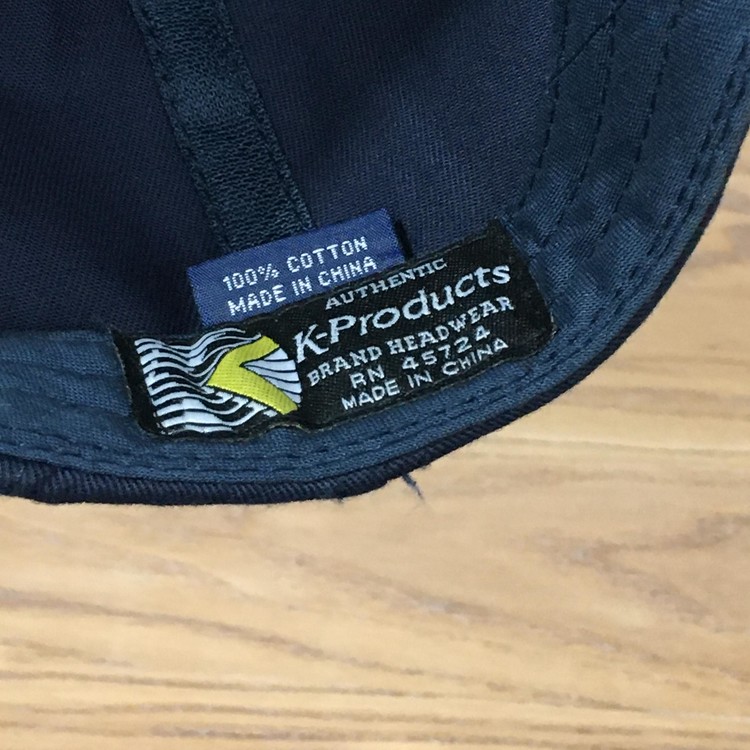 100% COTTON
MADE IN CHINA
AUTHENTIC
K-Products
BRAND HEADWEAR
RN 45724
MADE IN CHINA